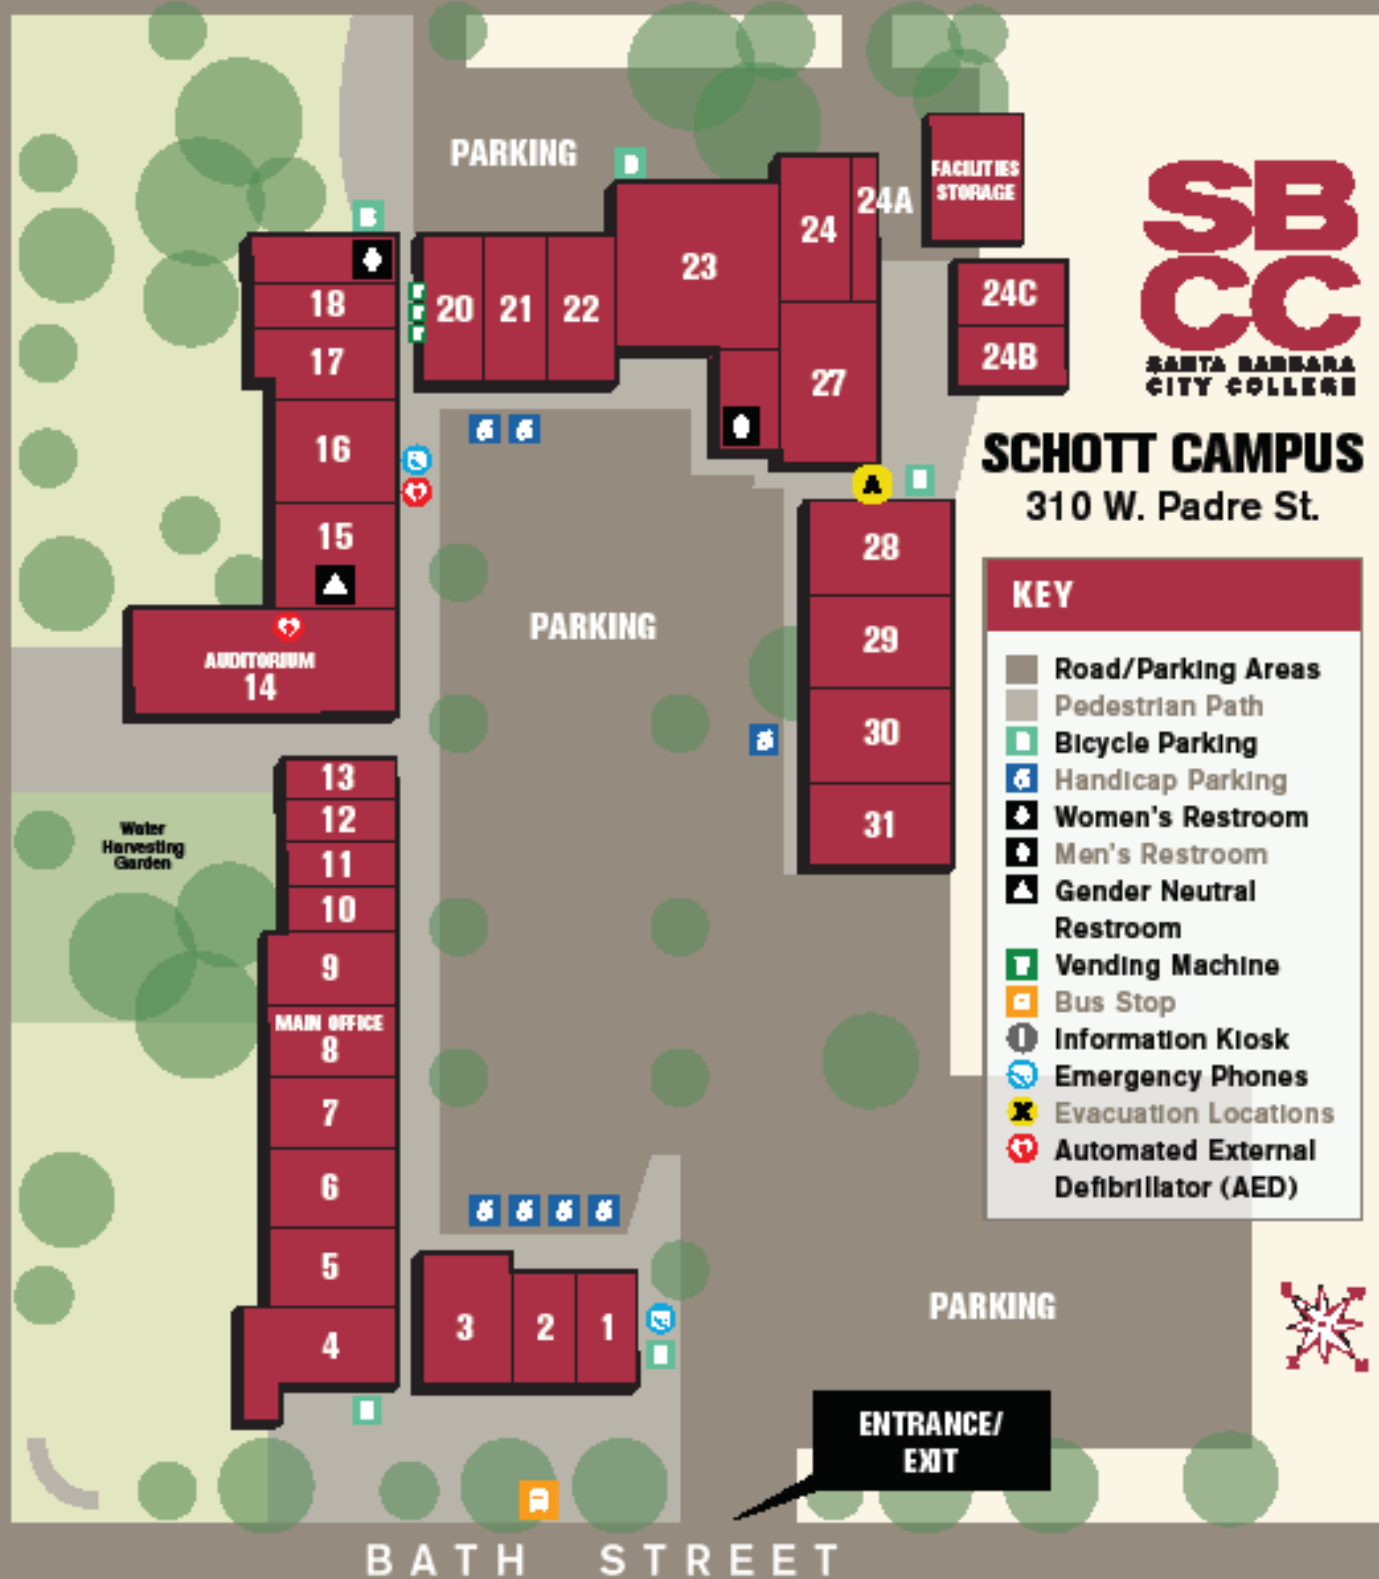 PARKING
FACILITIES
STORAGE
24A
24
23
18
20
21
22
24C
24B
17
27
16
15
SBCC
SANTA BARBARA
CITY COLLEGE
SCHOTT CAMPUS
310 W. Padre St.
A
28
29
30
31
PARKING
AUDITORIUM
14
13
12
11
10
9
Water
Harvesting
Garden
MAIN OFFICE
8
7
6
5
4
3
2
1
KEY
Road/Parking Areas
Pedestrian Path
Bicycle Parking
Handicap Parking
Women's Restroom
Men's Restroom
Gender Neutral
Restroom
Vending Machine
Bus Stop
Information Kiosk
Emergency Phones
Evacuation Locations
Automated External
Defibrillator (AED)
PARKING
ENTRANCE/
EXIT
BATH STREET